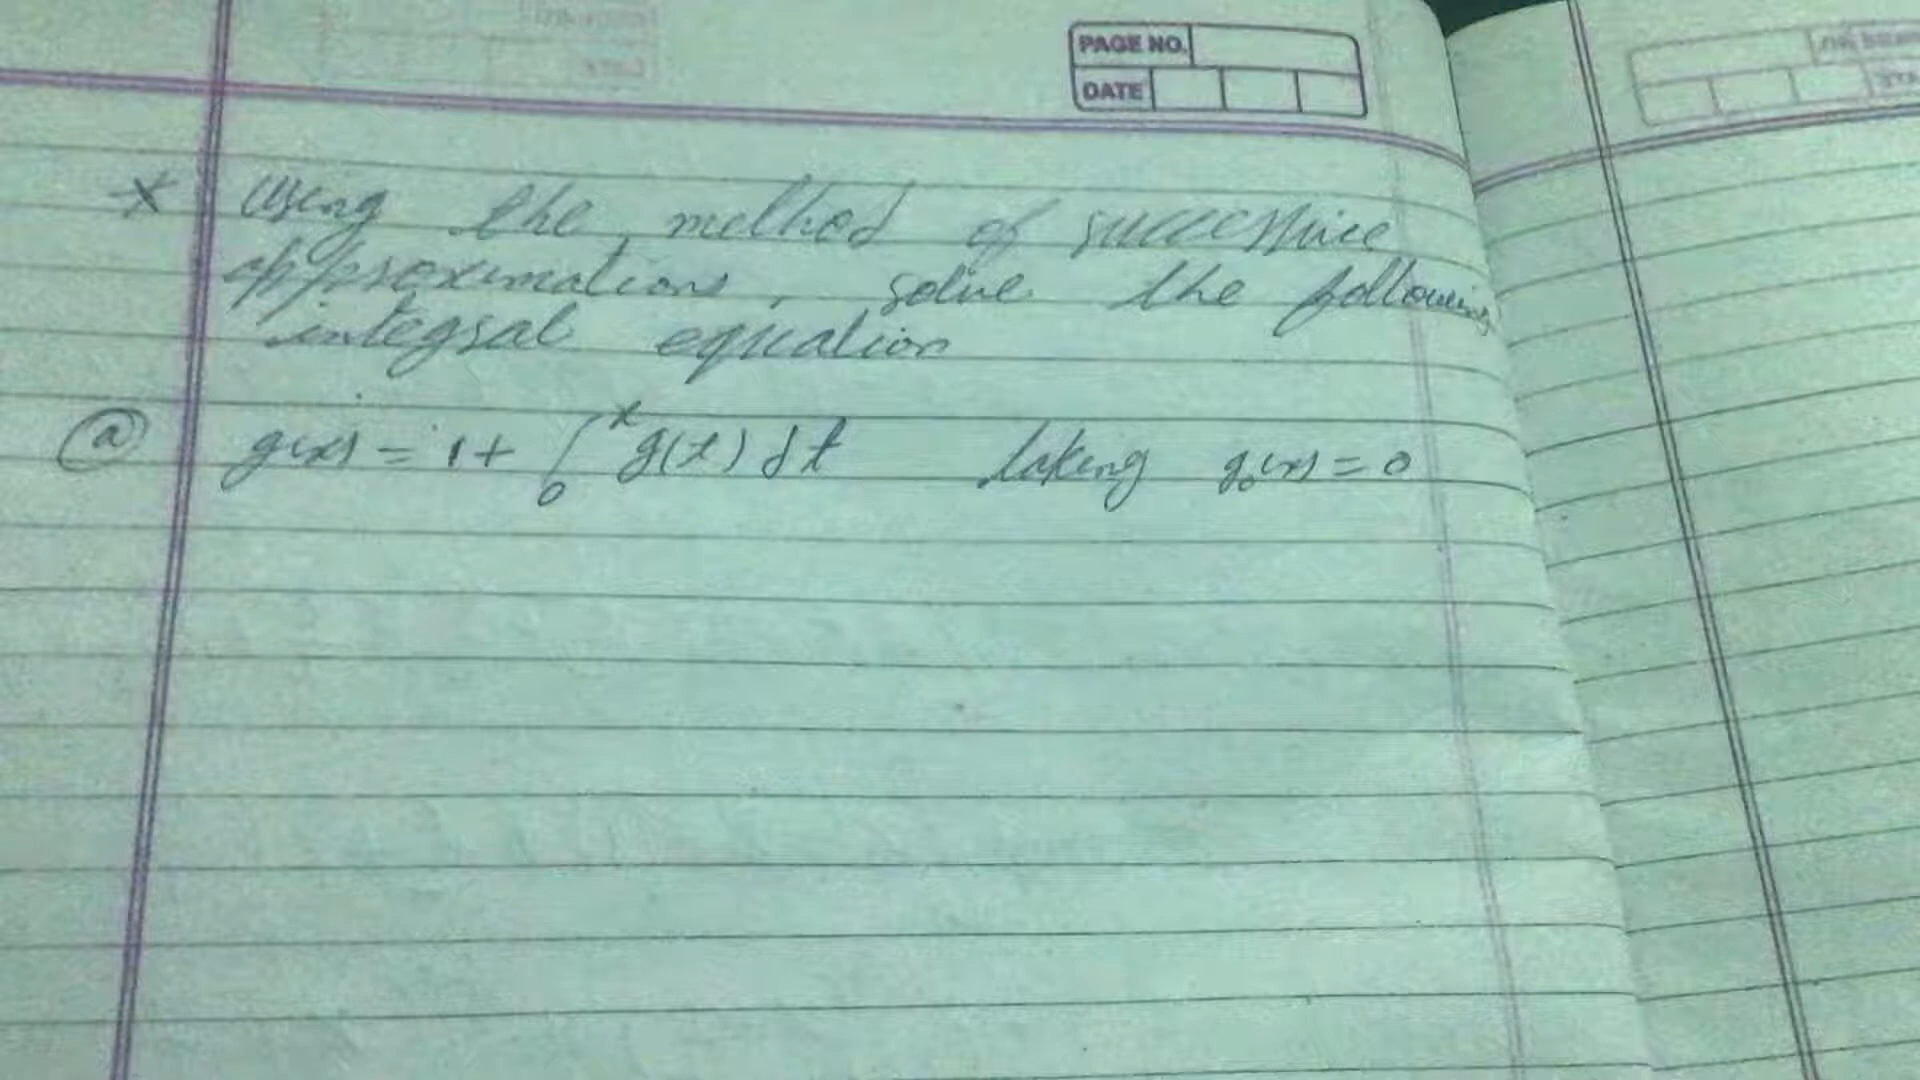 PAGE NO.
DATE
* Using the method of successive
approximations, solve the following
integral equation
(a) g(x) = 1 + ∫₀ˣ g(t) dt taking g₀(x) = 0